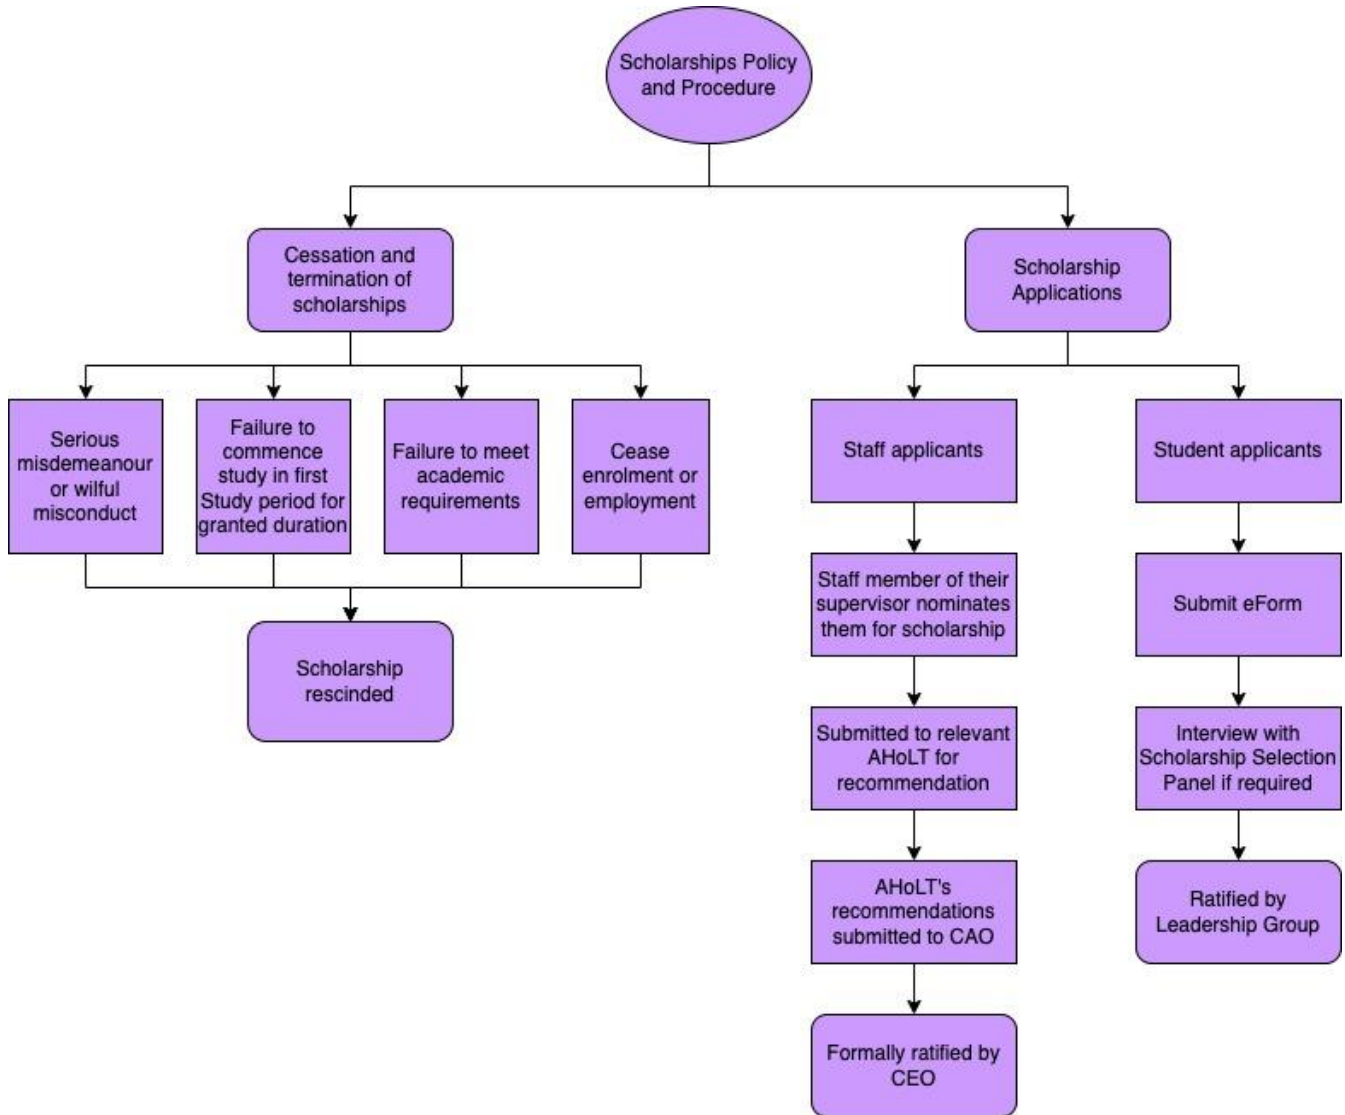 Scholarships Policy
and Procedure
Cessation and
termination of
scholarships
Scholarship
Applications
Serious
misdemeanour
or wilful
misconduct
Failure to
commence
study in first
Study period for
granted duration
Failure to meet
academic
requirements
Cease
enrolment or
employment
Scholarship
rescinded
Staff applicants
Staff member of their
supervisor nominates
them for scholarship
Submitted to relevant
AHoLT for
recommendation
AHoLT's
recommendations
submitted to CAO
Formally ratified by
CEO
Student applicants
Submit eForm
Interview with
Scholarship Selection
Panel if required
Ratified by
Leadership Group